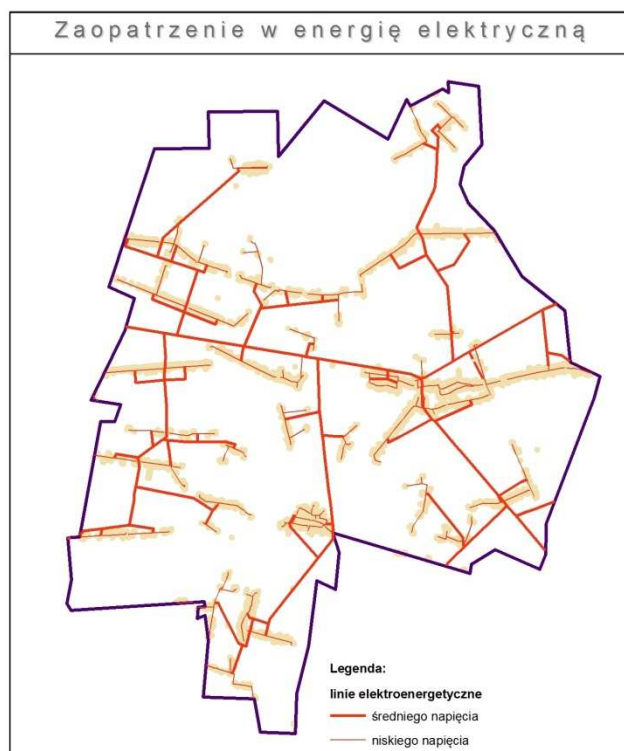 Zaopatrzenie w energię elektryczną
Legenda:
linie elektroenergetyczne
średniego napięcia
niskiego napięcia